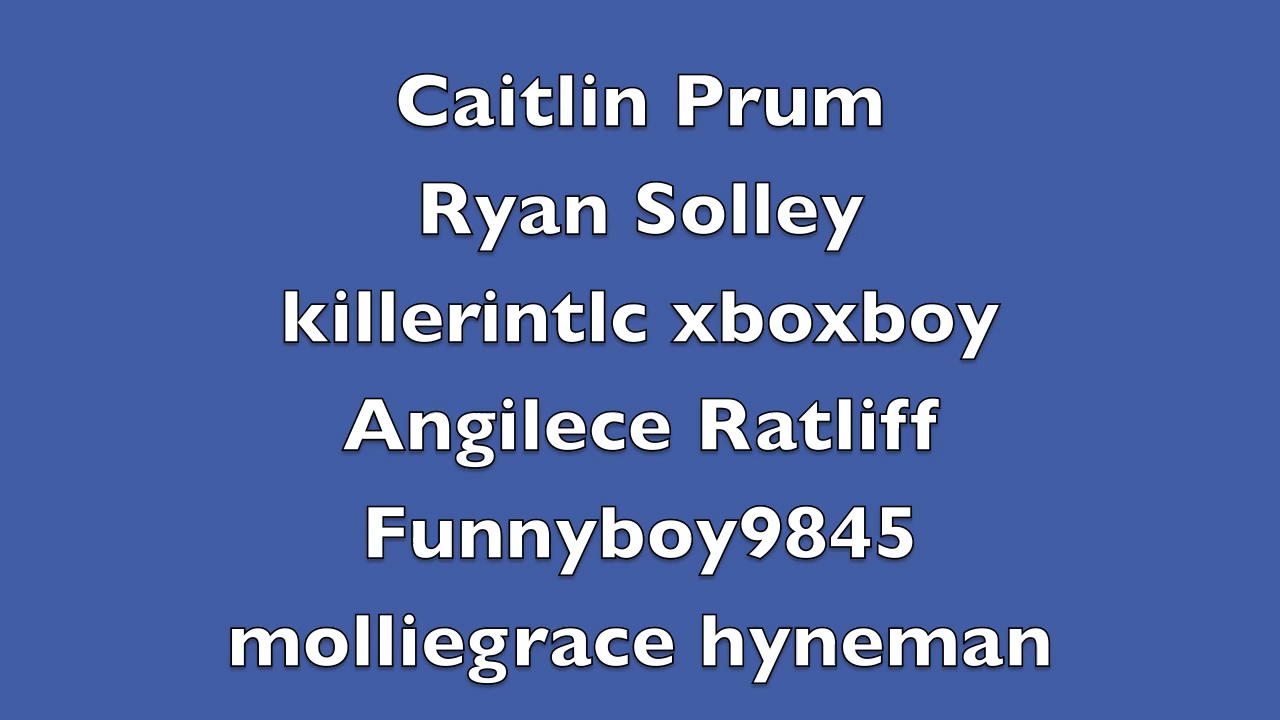 Caitlin Prum
Ryan Solley
killerintlc xboxboy
Angilece Ratliff
Funnyboy9845
molliegrace hyneman